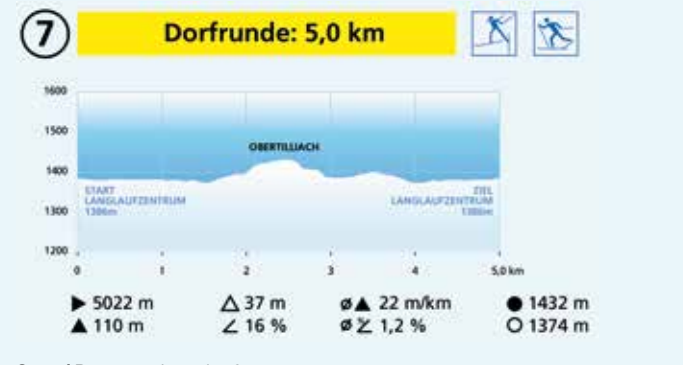 7 Dorfrunde: 5,0 km
1600
1500
1400
1300
1200
OBERTILLIACH
START
LANGLAUFZENTRUM
1386m
ZIEL
LANGLAUFZENTRUM
1386m
0 1 2 3 4 5,0 km
▶ 5022 m △ 37 m ø▲ 22 m/km ● 1432 m
▲ 110 m ∠ 16 % ø∠ 1,2 % ○ 1374 m